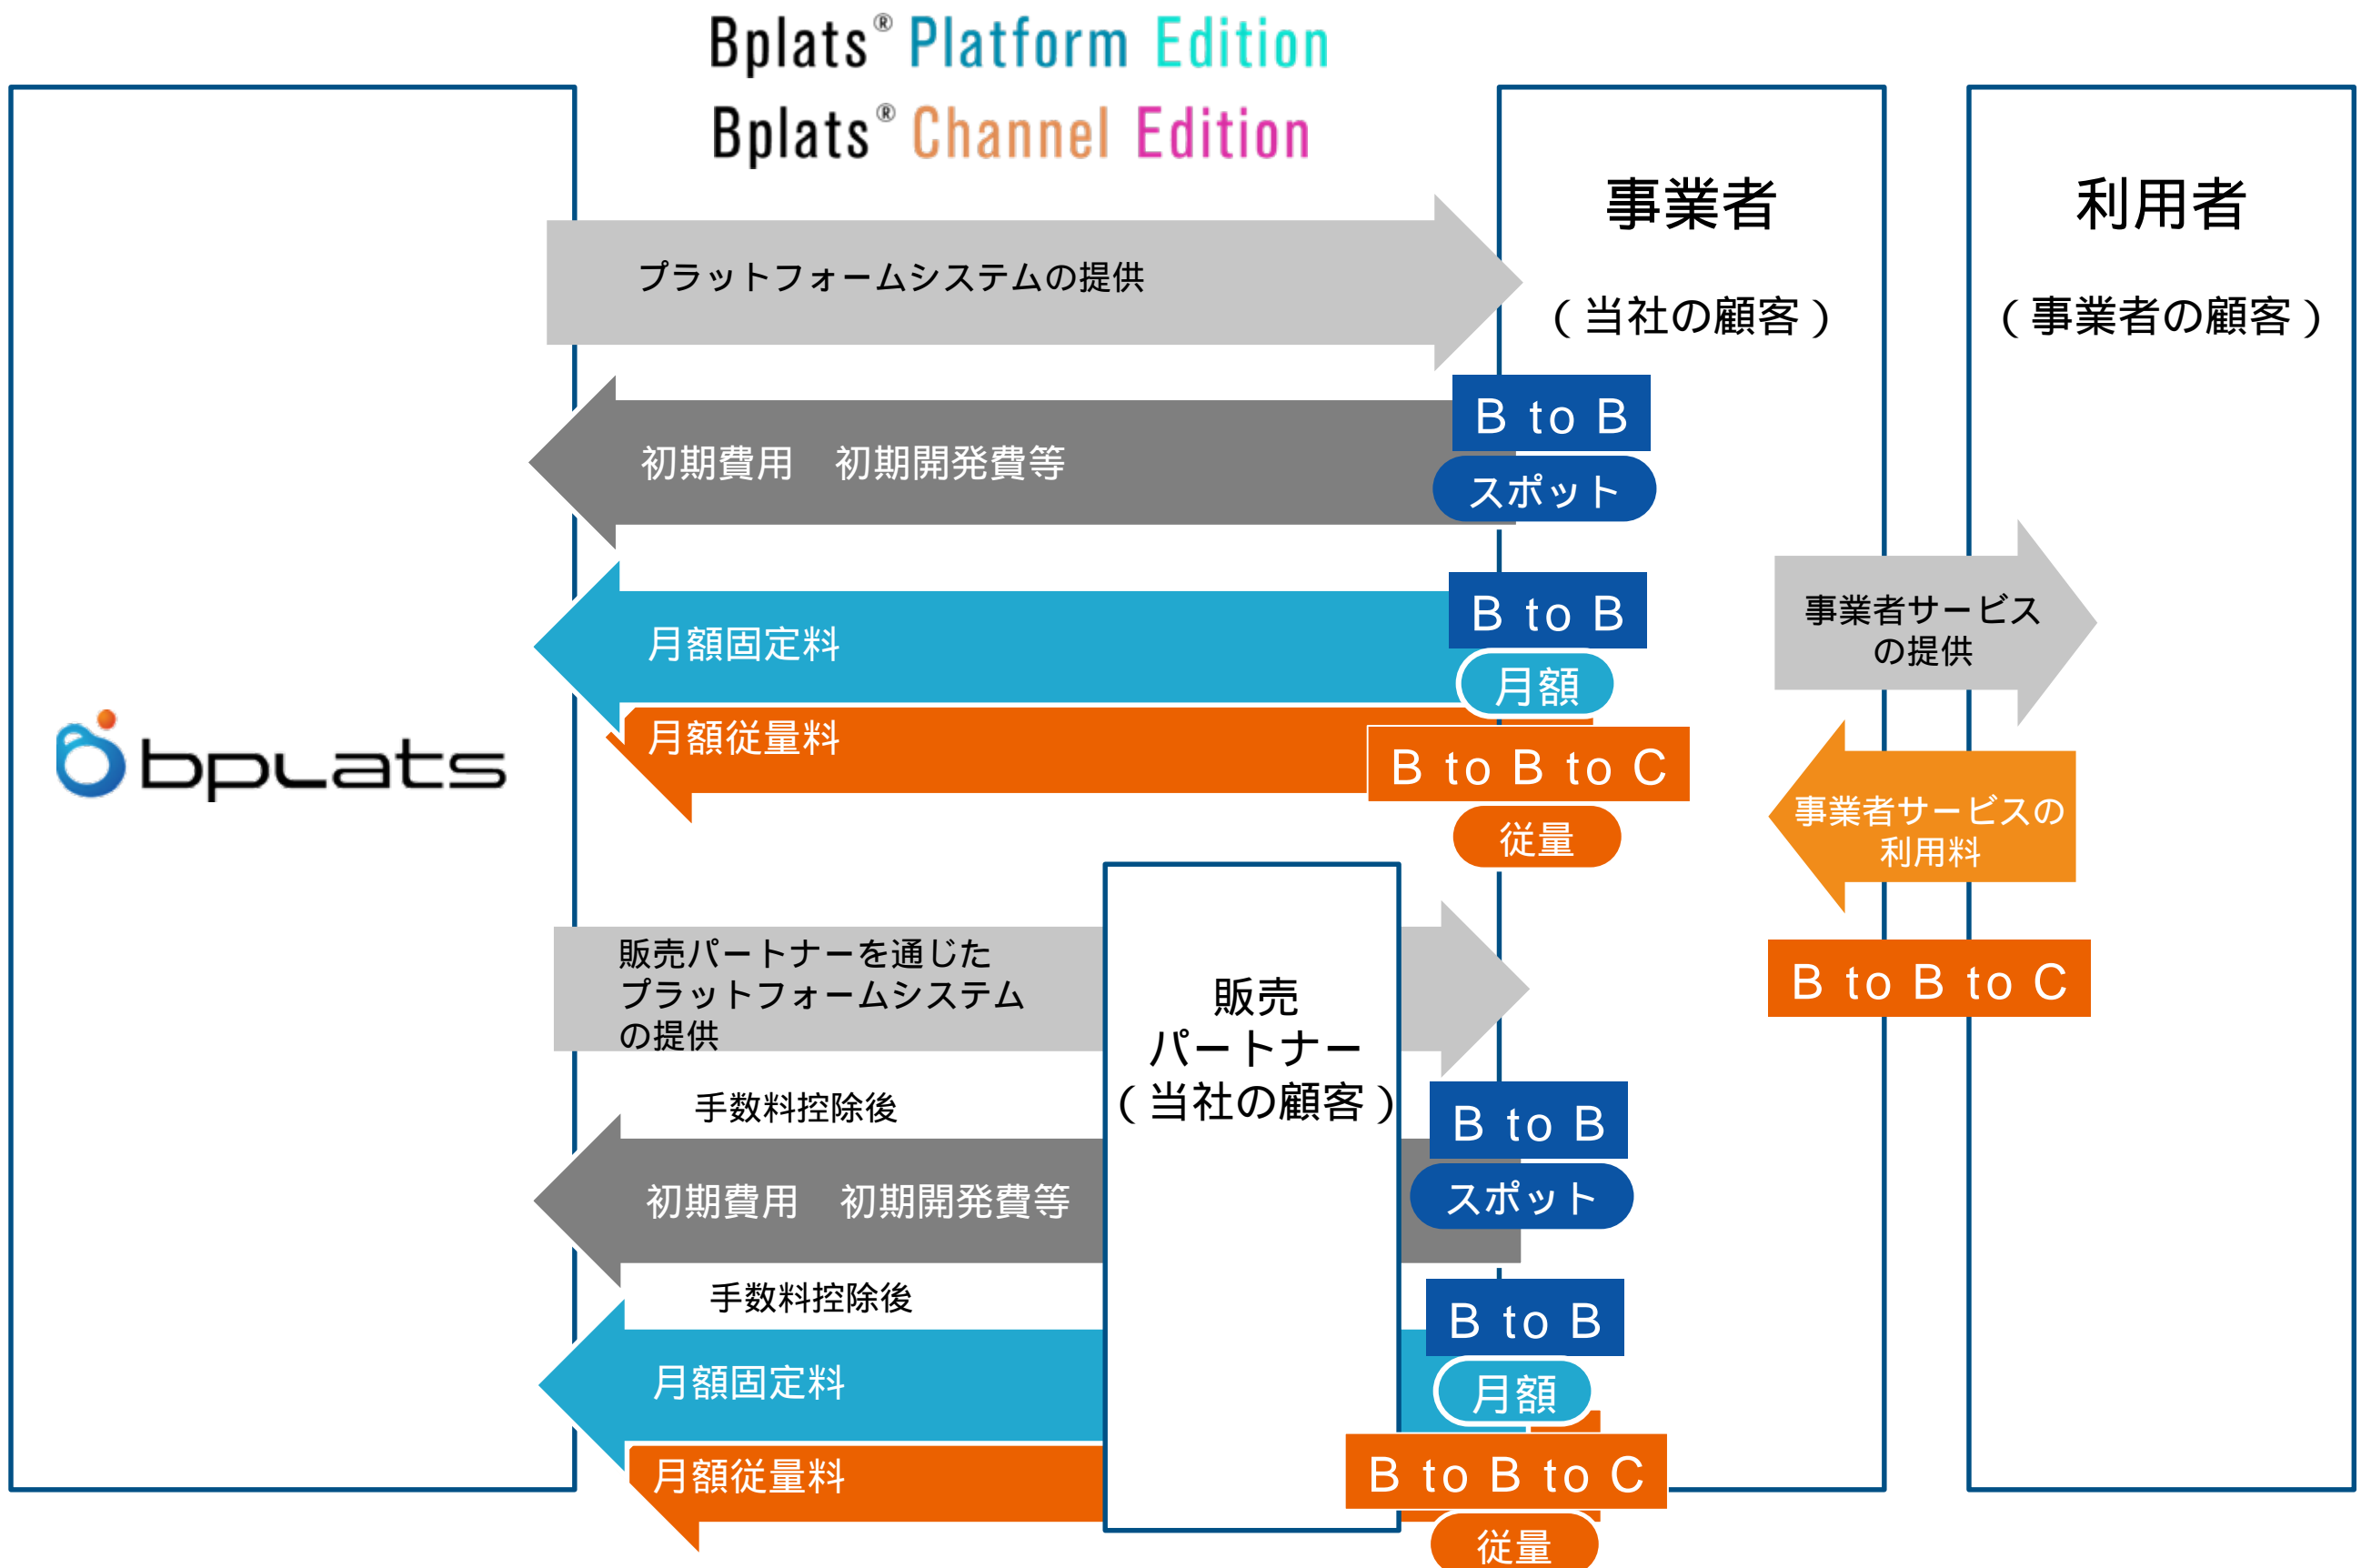 Bplats® Platform Edition
Bplats® Channel Edition
事業者
（当社の顧客）
利用者
（事業者の顧客）
プラットフォームシステムの提供
初期費用　初期開発費等
B to B
スポット
月額固定料
B to B
月額
月額従量料
B to B to C
従量
事業者サービス
の提供
事業者サービスの
利用料
B to B to C
bplats
販売パートナーを通じた
プラットフォームシステム
の提供
販売
パートナー
（当社の顧客）
手数料控除後
初期費用　初期開発費等
B to B
スポット
手数料控除後
月額固定料
B to B
月額
月額従量料
B to B to C
従量